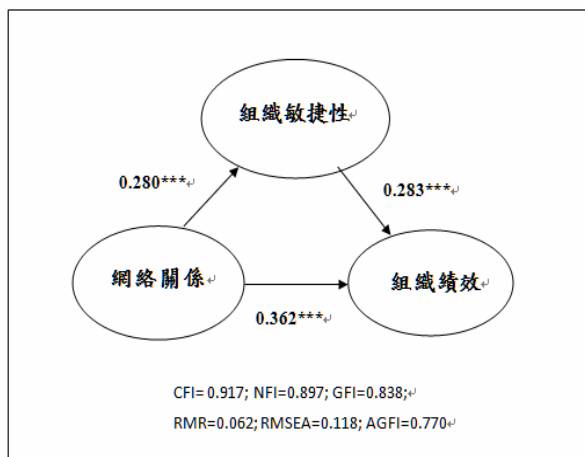 組織敏捷性↵
0.280***↵
0.283***↵
網絡關係↵
組織績效↵
0.362***↵
CFI= 0.917; NFI=0.897; GFI=0.838;↵
RMR=0.062; RMSEA=0.118; AGFI=0.770